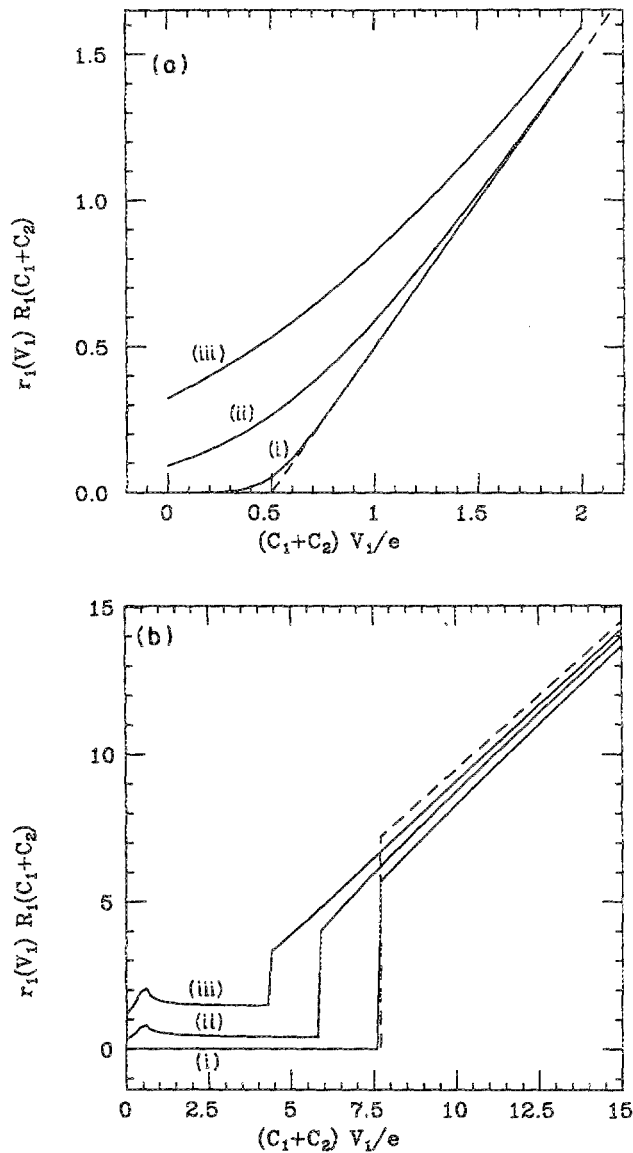 (a)
1.5
1.0
0.5
0.0
r₁(V₁) R₁(C₁+C₂)
(iii)
(ii)
(i)
0 0.5 1 1.5 2
(C₁+C₂) V₁/e
(b)
15
10
5
0
r₁(V₁) R₁(C₁+C₂)
(iii)
(ii)
(i)
0 2.5 5 7.5 10 12.5 15
(C₁+C₂) V₁/e